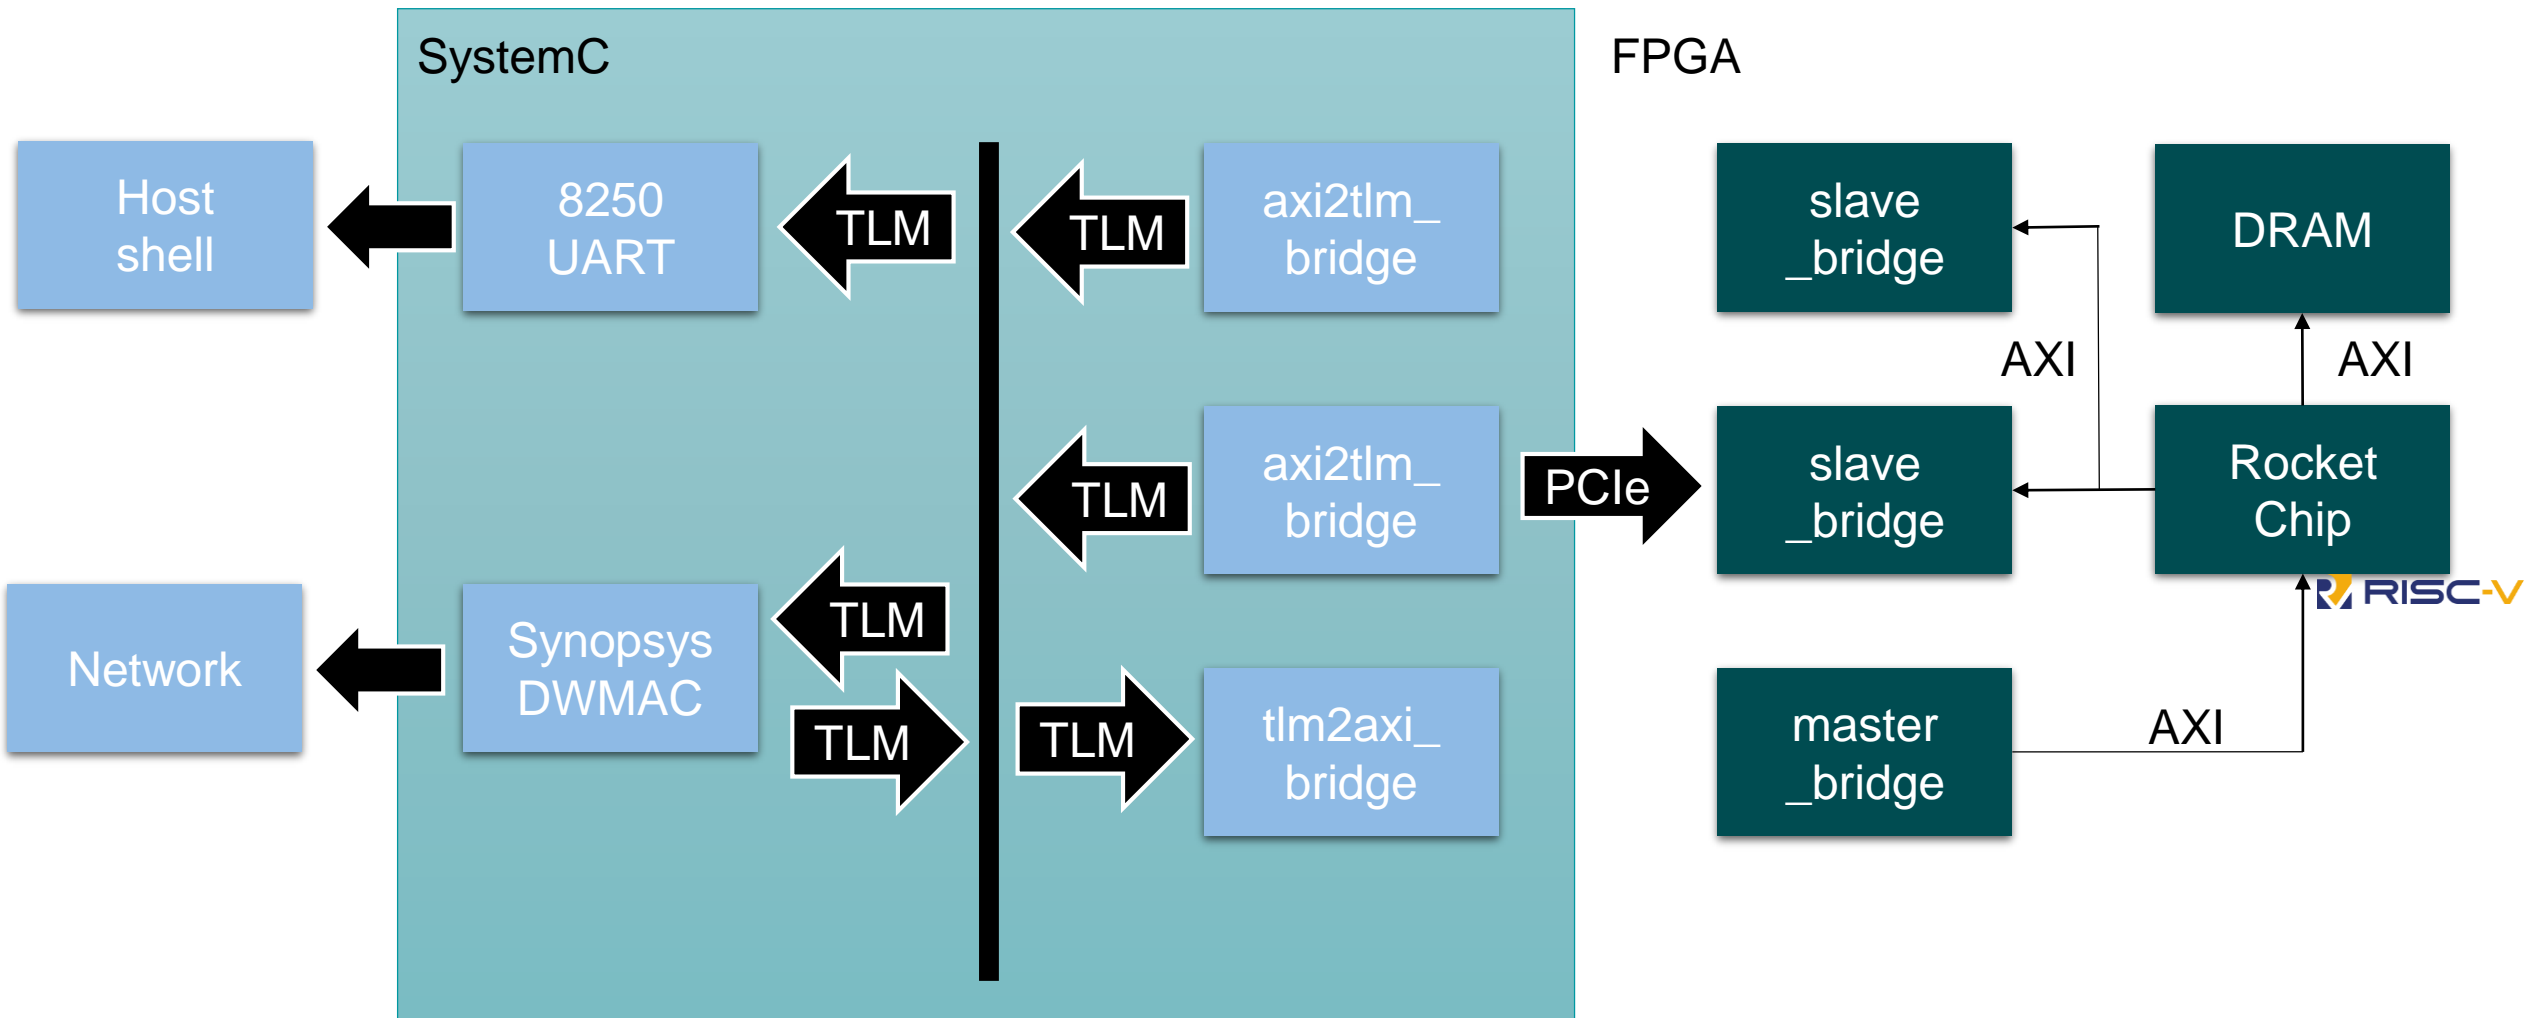 SystemC
FPGA
Host
shell
8250
UART
TLM
TLM
axi2tlm_
bridge
slave
_bridge
DRAM
AXI
AXI
TLM
axi2tlm_
bridge
PCIe
slave
_bridge
Rocket
Chip
RISC-V
Network
Synopsys
DWMAC
TLM
TLM
TLM
tlm2axi_
bridge
master
_bridge
AXI